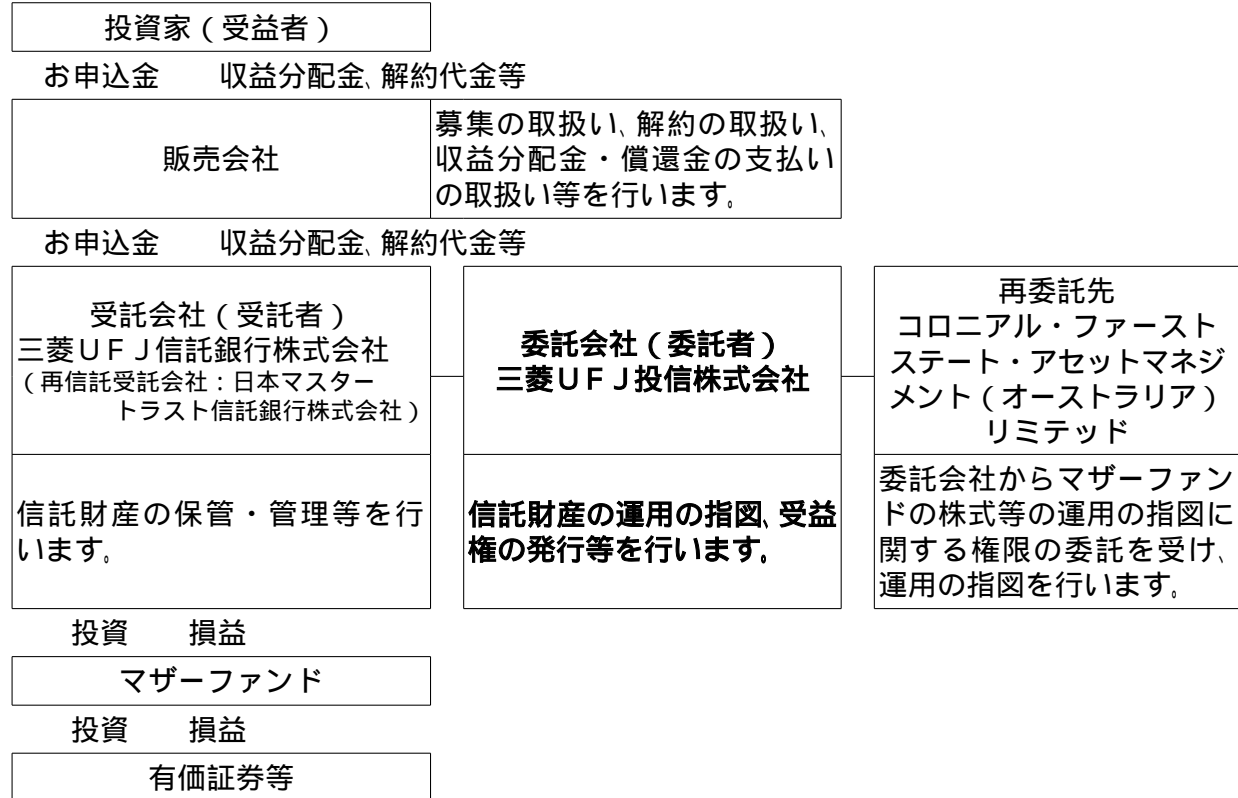 投資家(受益者)
お申込金 収益分配金、解約代金等
販売会社
募集の取扱い、解約の取扱い、
収益分配金・償還金の支払い
の取扱い等を行います。
お申込金 収益分配金、解約代金等
受託会社(受託者)
三菱UFJ信託銀行株式会社
(再信託受託会社:日本マスター
トラスト信託銀行株式会社)
委託会社(委託者)
三菱UFJ投信株式会社
再委託先
コロニアル・ファースト
ステート・アセットマネジ
メント(オーストラリア)
リミテッド
信託財産の保管・管理等を行
います。
信託財産の運用の指図、受益
権の発行等を行います。
委託会社からマザーファン
ドの株式等の運用の指図に
関する権限の委託を受け、
運用の指図を行います。
投資 損益
マザーファンド
投資 損益
有価証券等